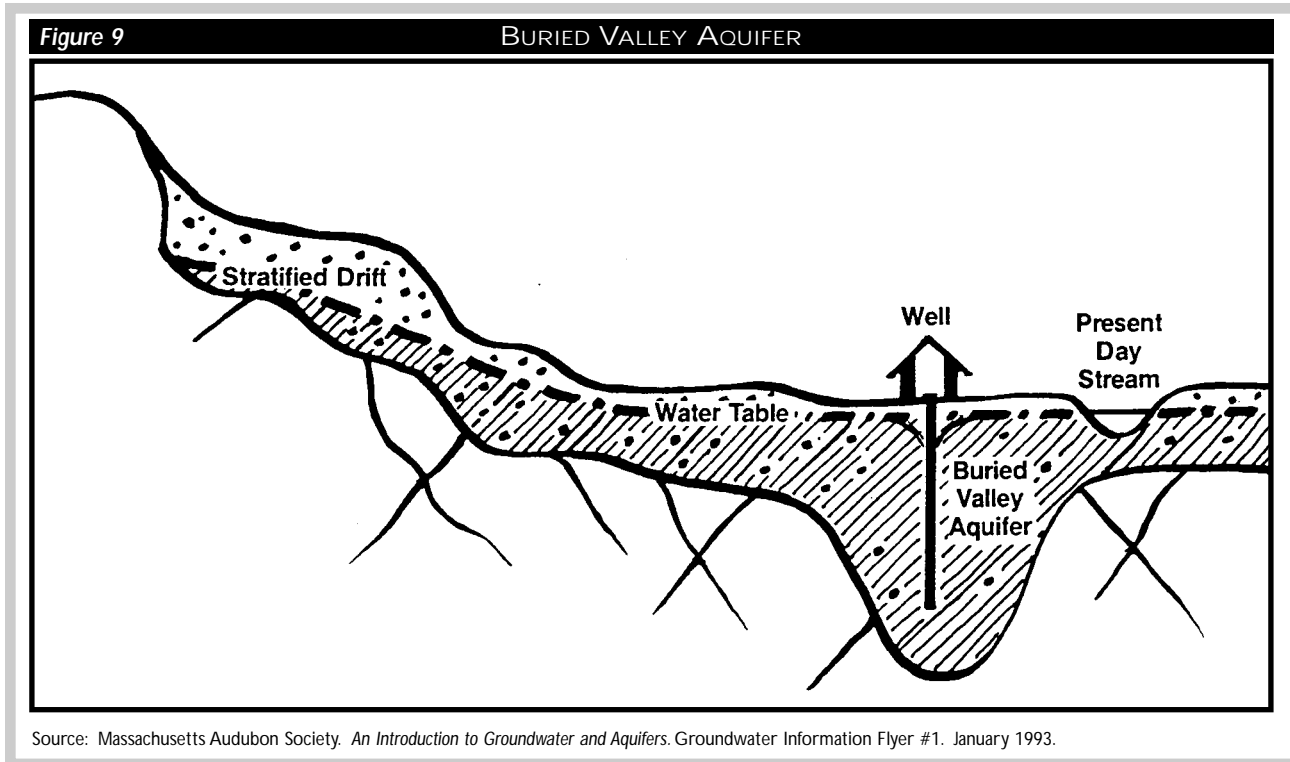 Figure 9
BURIED VALLEY AQUIFER
Stratified Drift
Well
Present
Day
Stream
Water Table
Buried
Valley
Aquifer
Source: Massachusetts Audubon Society. An Introduction to Groundwater and Aquifers. Groundwater Information Flyer #1. January 1993.